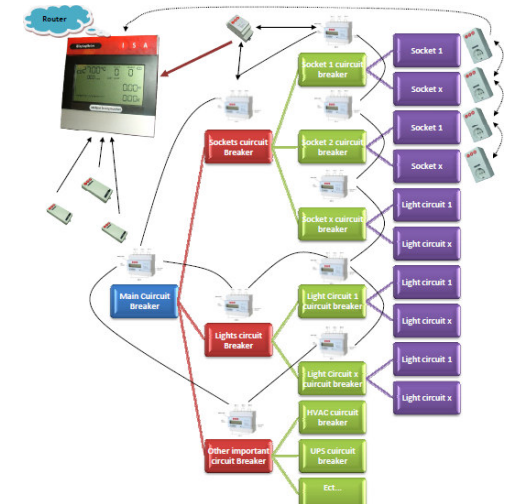 Router
I S A
Socket 1
Socket 1 cuircuit
breaker
Socket x
Socket 1
Sockets cuircuit
Breaker
Socket 2 cuircuit
breaker
Socket x
Light circuit 1
Socket x cuircuit
breaker
Light circuit x
Main Cuircuit
Breaker
Light Circuit 1
cuircuit breaker
Light circuit 1
Light circuit x
Lights circuit
Breaker
Light Circuit x
cuircuit breaker
Light circuit 1
Light circuit x
HVAC cuircuit
breaker
Other important
circuit Breaker
UPS cuircuit
breaker
Ect...